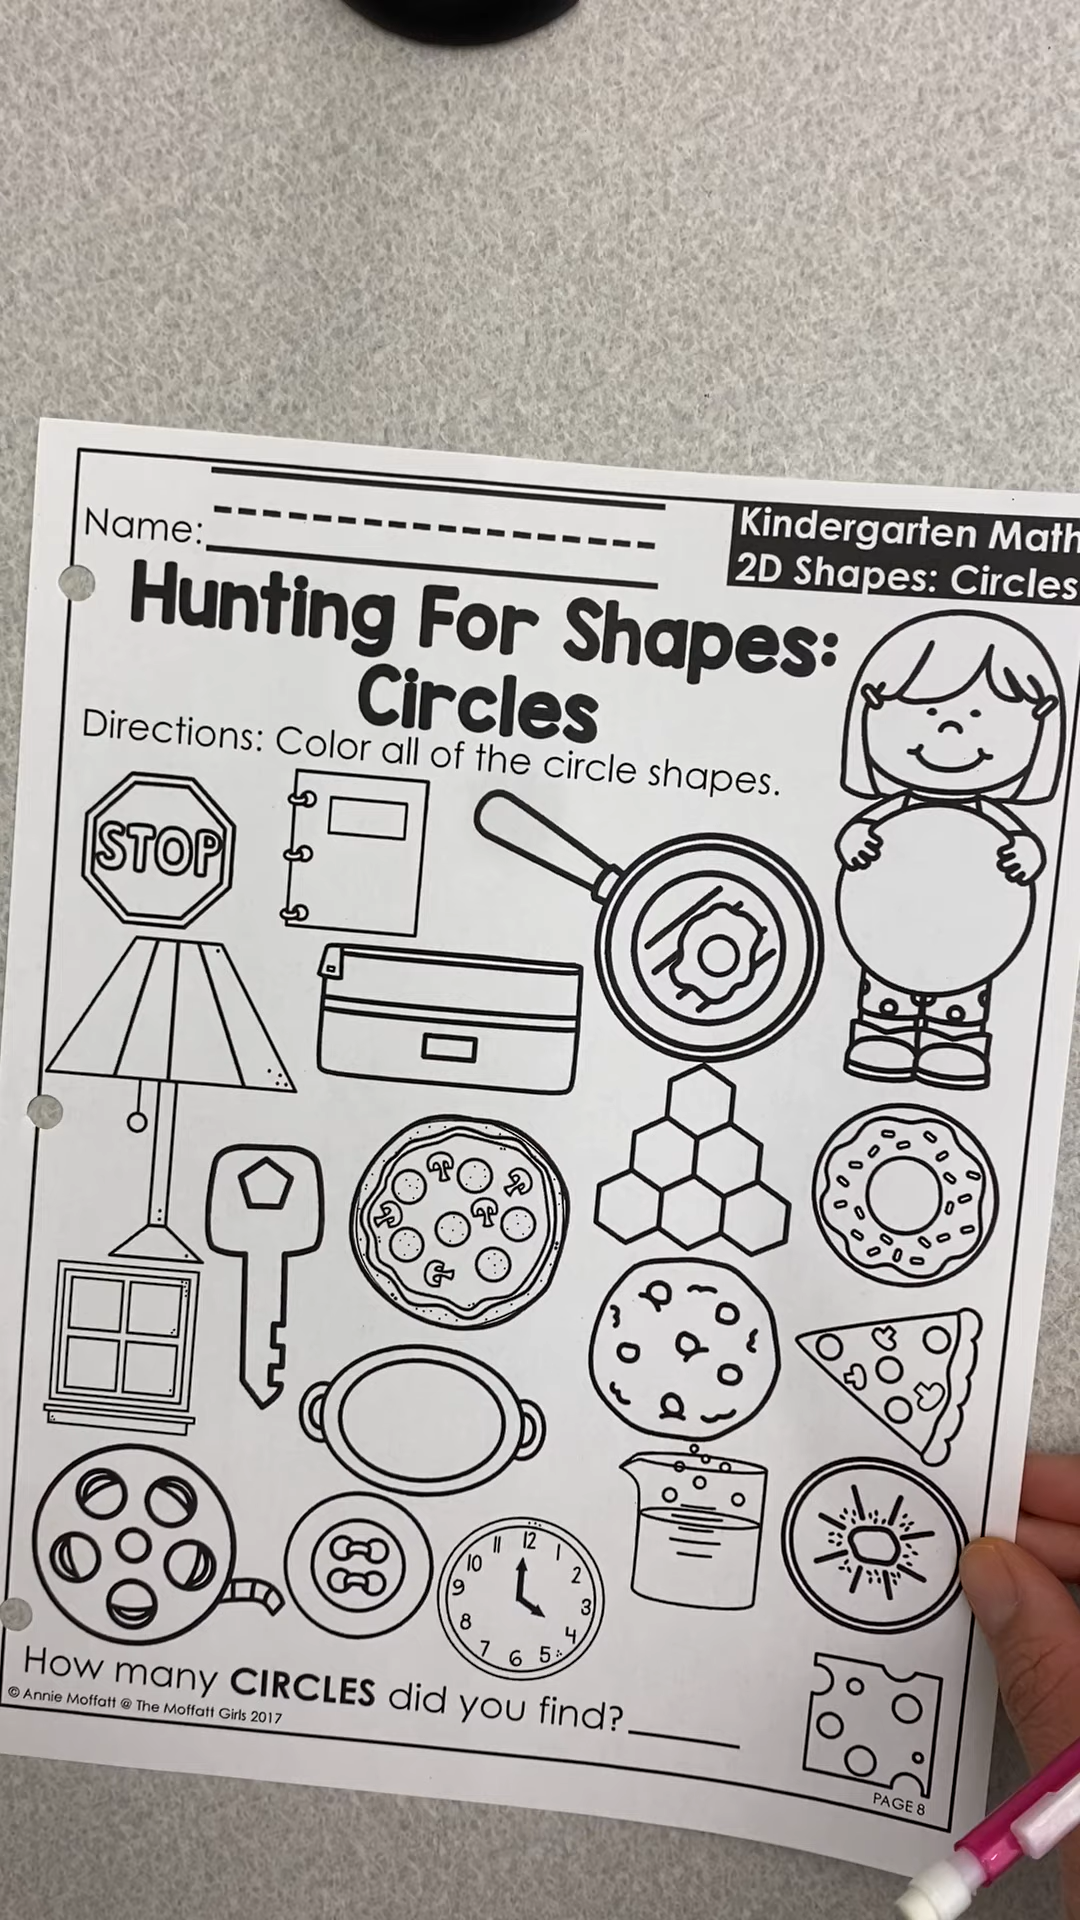 Name:
Kindergarten Math
2D Shapes: Circles
Hunting For Shapes:
Circles
Directions: Color all of the circle shapes.
STOP
11 12 1
10 2
9 3
8 4
7 6 5
How many CIRCLES did you find?
© Annie Moffatt @ The Moffatt Girls 2017
PAGE 8